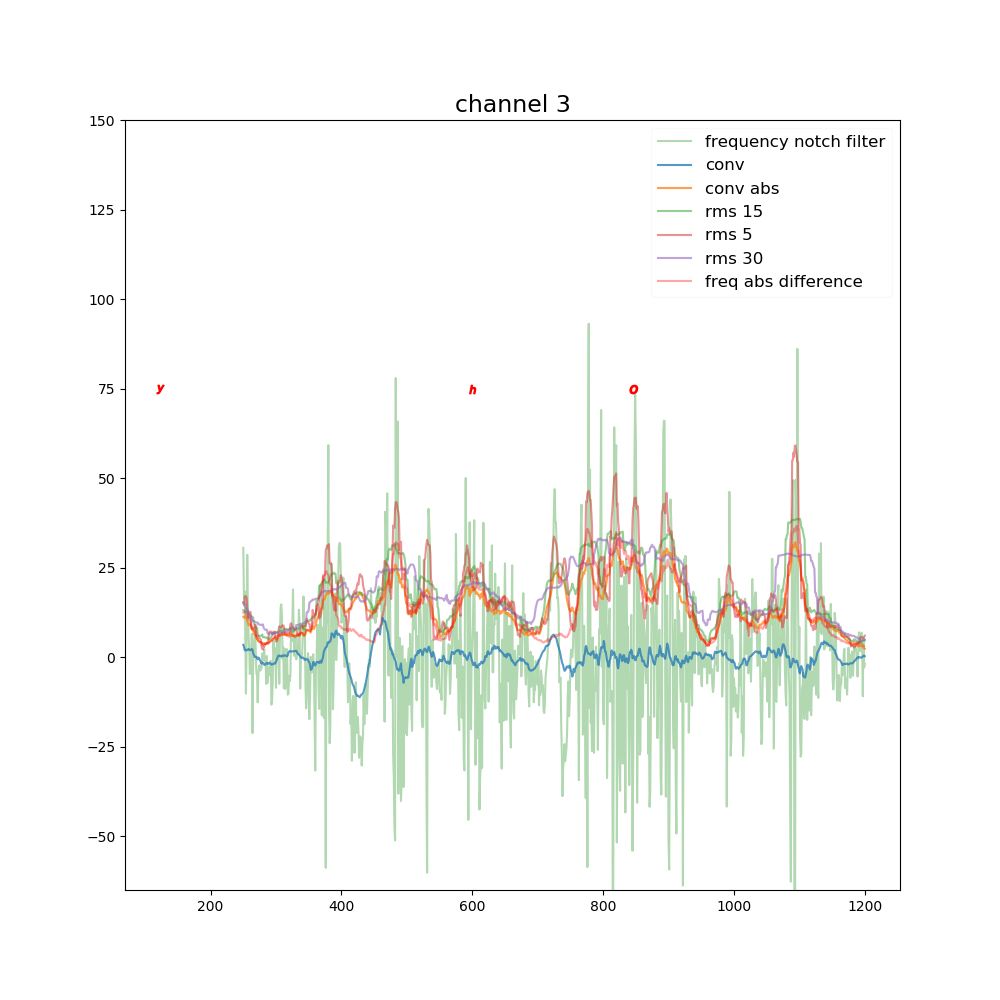 channel 3
150
125
100
75
50
25
0
−25
−50
200 400 600 800 1000 1200
frequency notch filter
conv
conv abs
rms 15
rms 5
rms 30
freq abs difference
y h o